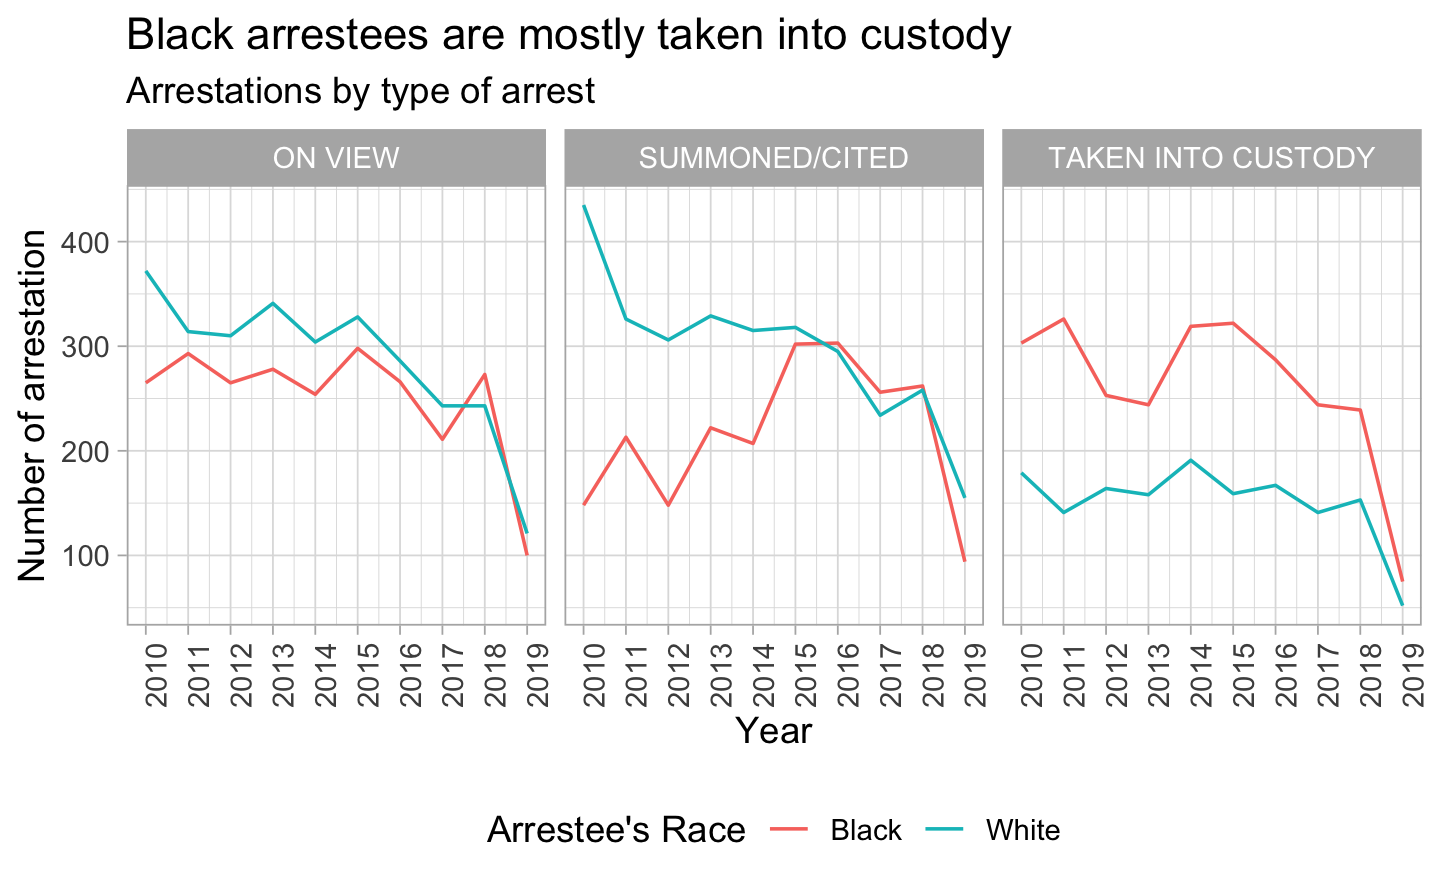 Black arrestees are mostly taken into custody
Arrestations by type of arrest
ON VIEW
SUMMONED/CITED
TAKEN INTO CUSTODY
Number of arrestation
400
300
200
100
2010 2011 2012 2013 2014 2015 2016 2017 2018 2019
2010 2011 2012 2013 2014 2015 2016 2017 2018 2019
2010 2011 2012 2013 2014 2015 2016 2017 2018 2019
Year
Arrestee's Race Black White